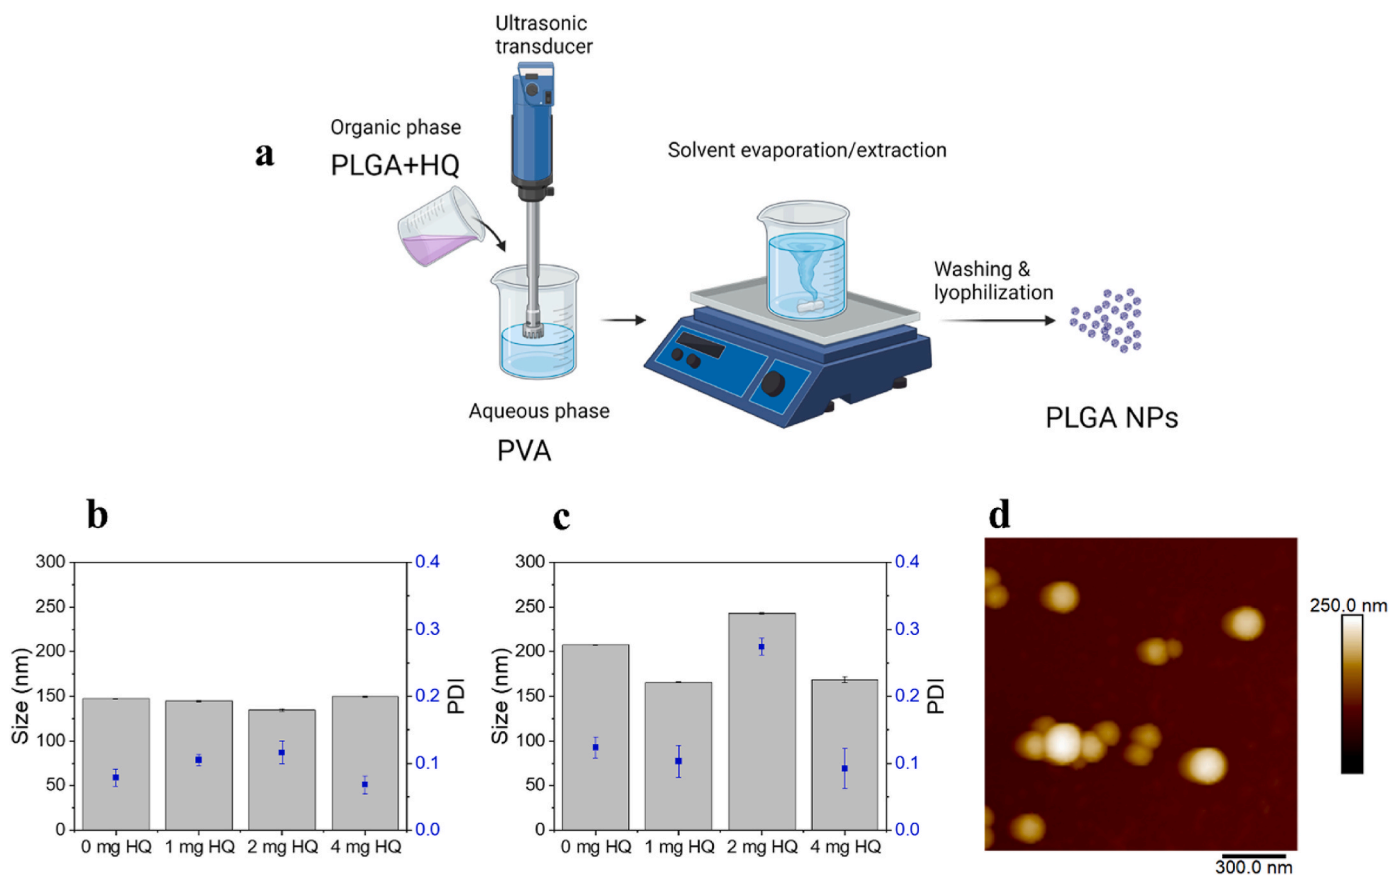 Ultrasonic
transducer
Organic phase
a
PLGA+HQ
Solvent evaporation/extraction
Washing &
lyophilization
Aqueous phase
PVA
PLGA NPs
b
300
250
200
150
100
50
0
Size (nm)
0.4
0.3
0.2
0.1
0.0
PDI
0 mg HQ 1 mg HQ 2 mg HQ 4 mg HQ
c
300
250
200
150
100
50
0
Size (nm)
0.4
0.3
0.2
0.1
0.0
PDI
0 mg HQ 1 mg HQ 2 mg HQ 4 mg HQ
d
250.0 nm
300.0 nm